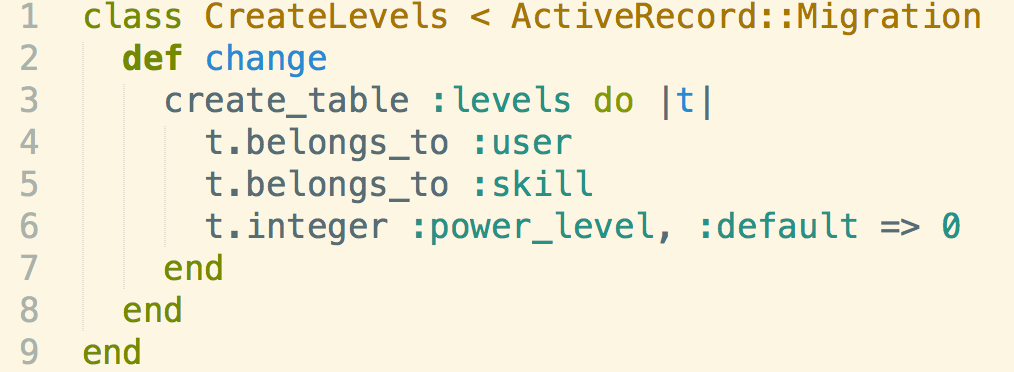 1 class CreateLevels < ActiveRecord::Migration
2   def change
3     create_table :levels do |t|
4       t.belongs_to :user
5       t.belongs_to :skill
6       t.integer :power_level, :default => 0
7     end
8   end
9 end